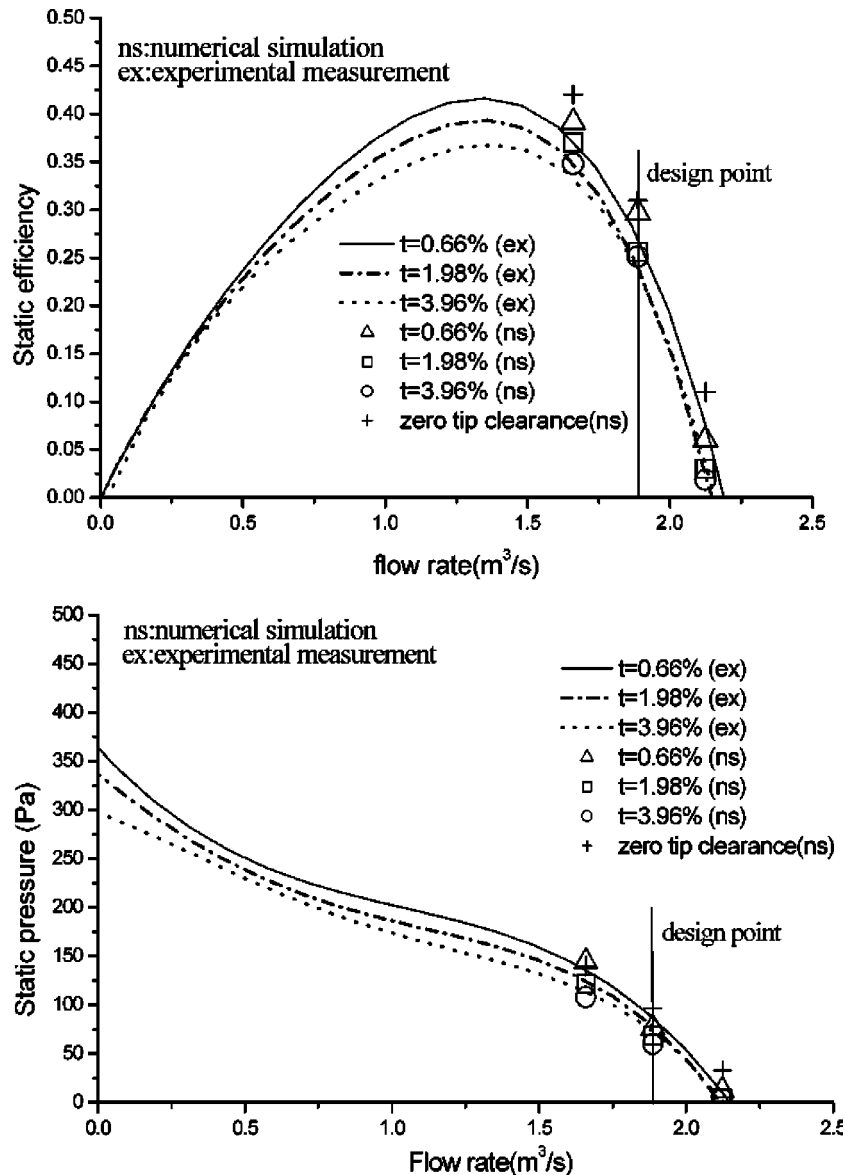 ns:numerical simulation
ex:experimental measurement
0.50
0.45
0.40
0.35
0.30
0.25
0.20
0.15
0.10
0.05
0.00
Static efficiency
design point
t=0.66% (ex)
t=1.98% (ex)
t=3.96% (ex)
t=0.66% (ns)
t=1.98% (ns)
t=3.96% (ns)
zero tip clearance(ns)
0.0 0.5 1.0 1.5 2.0 2.5
flow rate(m³/s)
ns:numerical simulation
ex:experimental measurement
500
450
400
350
300
250
200
150
100
50
0
Static pressure (Pa)
t=0.66% (ex)
t=1.98% (ex)
t=3.96% (ex)
t=0.66% (ns)
t=1.98% (ns)
t=3.96% (ns)
zero tip clearance(ns)
design point
0.0 0.5 1.0 1.5 2.0 2.5
Flow rate(m³/s)